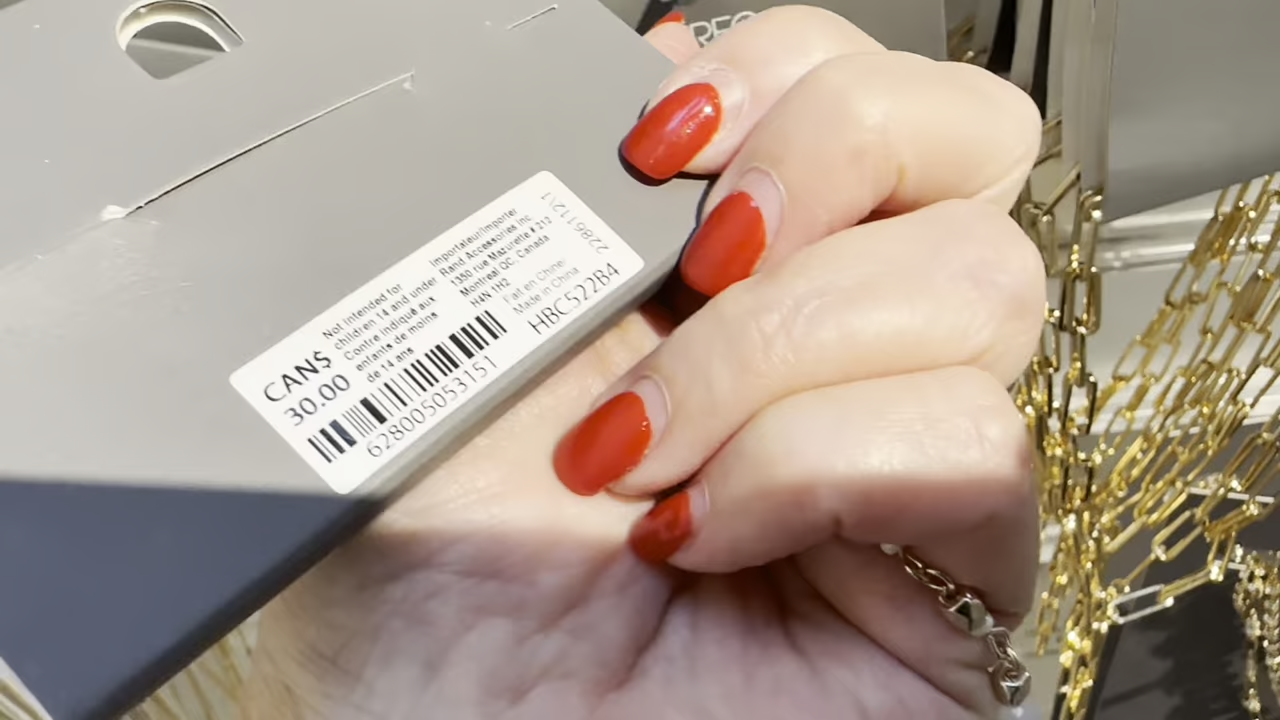 CAN$
30.00
Not intended for
children 14 and under
Contre indiqué aux
enfants de moins
de 14 ans
Importateur/Importer
Rand Accessories Inc
1350 rue Mazurette # 212
Montreal QC, Canada
H4N 1H2
Fait en Chine/
Made in China
HBC522B4
628005053151